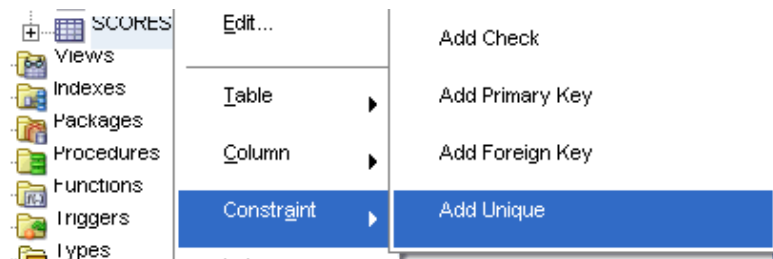 SCORES
Views
Indexes
Packages
Procedures
Functions
Triggers
Types
Edit...
Table
Column
Constraint
Add Check
Add Primary Key
Add Foreign Key
Add Unique